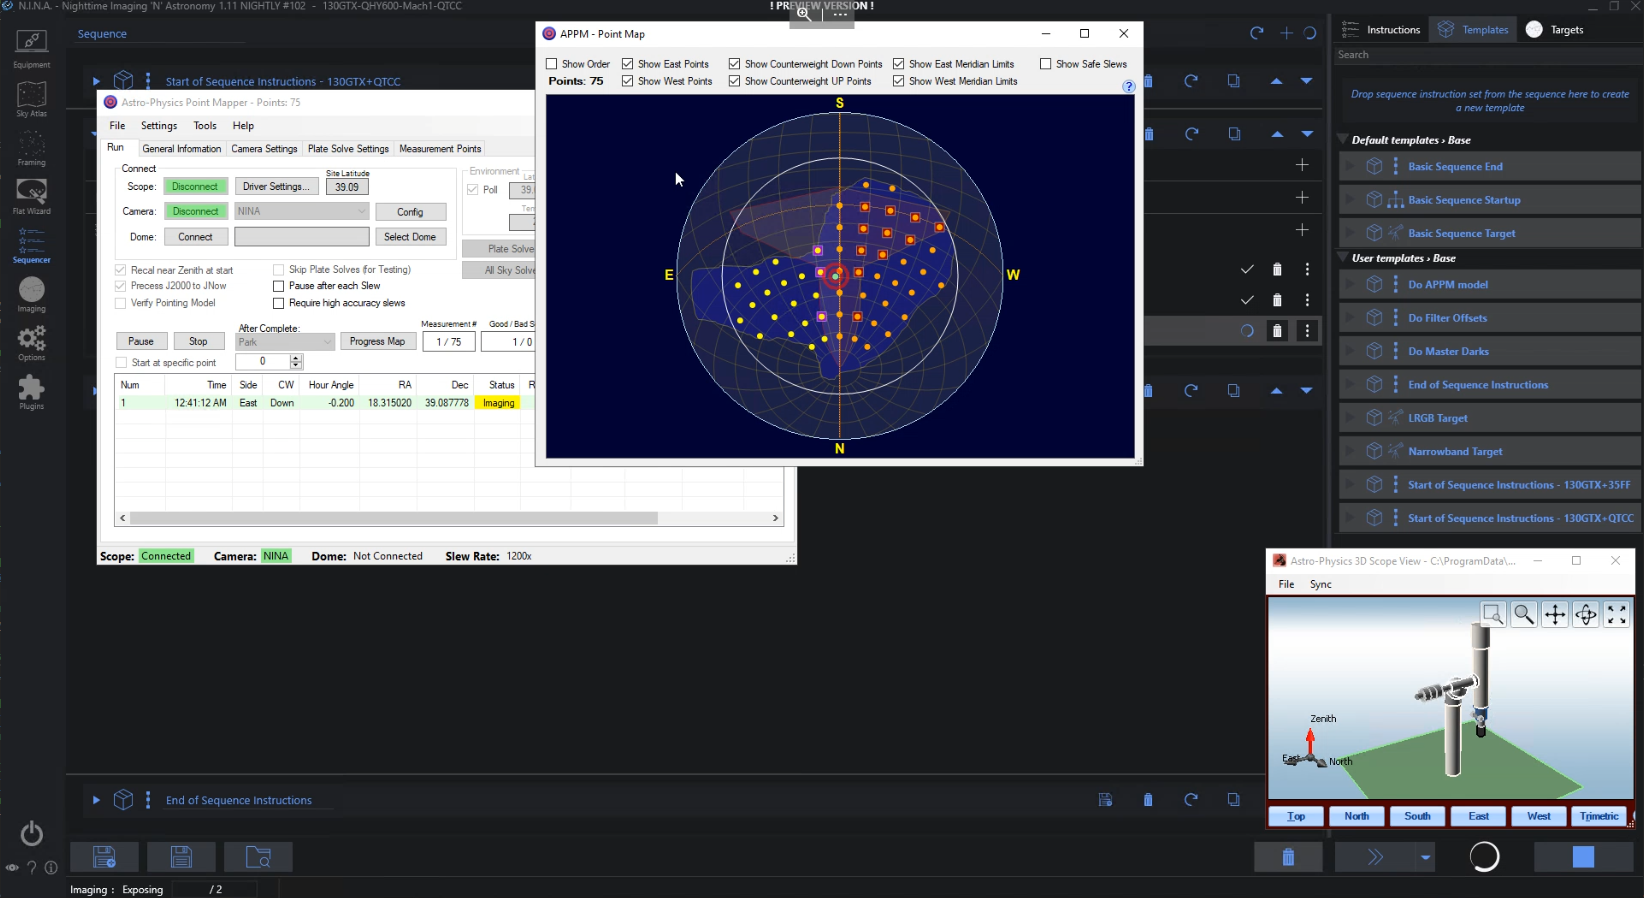 N.I.N.A. - Nighttime Imaging 'N' Astronomy 1.11 NIGHTLY #102 - 130GTX-QHY600-Mach1-QTCC
! PREVIEW VERSION !
Equipment
Sky Atlas
Framing
Flat Wizard
Sequencer
Imaging
Options
Plugins
Sequence
Start of Sequence Instructions - 130GTX+QTCC
Astro-Physics Point Mapper - Points: 75
File Settings Tools Help
Run General Information Camera Settings Plate Solve Settings Measurement Points
Connect
Site Latitude
Scope: Disconnect Driver Settings... 39.09
Camera: Disconnect NINA Config
Dome: Connect Select Dome
Environment
Poll
Plate Solve
All Sky Solve
Recal near Zenith at start
Precess J2000 to JNow
Verify Pointing Model
Skip Plate Solves (for Testing)
Pause after each Slew
Require high accuracy slews
After Complete: Measurement # Good / Bad S
Pause Stop Park Progress Map 1 / 75 1 / 0
Start at specific point 0
Num Time Side CW Hour Angle RA Dec Status R
1 12:41:12 AM East Down -0.200 18.315020 39.087778 Imaging
Scope: Connected Camera: NINA Dome: Not Connected Slew Rate: 1200x
APPM - Point Map
Show Order Show East Points Show Counterweight Down Points Show East Meridian Limits Show Safe Slews
Points: 75 Show West Points Show Counterweight UP Points Show West Meridian Limits
S
E
W
N
End of Sequence Instructions
Imaging : Exposing / 2
Instructions Templates Targets
Search
Drop sequence instruction set from the sequence here to create
a new template
Default templates › Base
Basic Sequence End
Basic Sequence Startup
Basic Sequence Target
User templates › Base
Do APPM model
Do Filter Offsets
Do Master Darks
End of Sequence Instructions
LRGB Target
Narrowband Target
Start of Sequence Instructions - 130GTX+35FF
Start of Sequence Instructions - 130GTX+QTCC
Astro-Physics 3D Scope View - C:\ProgramData\...
File Sync
Zenith
North
Top North South East West Trimetric